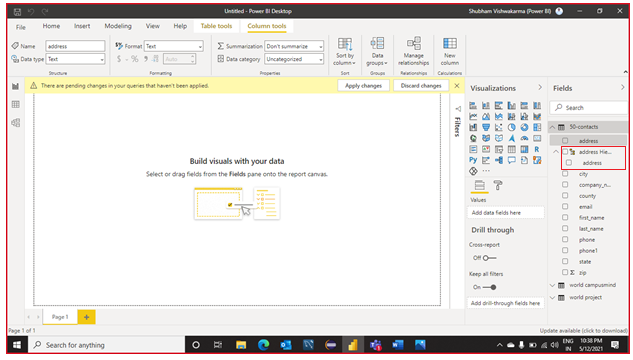 Untitled - Power BI Desktop
Shubham Vishwakarma (Power BI)
File Home Insert Modeling View Help Table tools Column tools
Name address
Data type Text
Structure
Format Text
$ % 9 Auto
Formatting
Summarization Don't summarize
Data category Uncategorized
Properties
Sort by column
Sort
Data groups
Groups
Manage relationships
Relationships
New column
Calculations
There are pending changes in your queries that haven't been applied.
Apply changes
Discard changes
Build visuals with your data
Select or drag fields from the Fields pane onto the report canvas.
Filters
Visualizations
R
Py
Values
Add data fields here
Drill through
Cross-report
Off
Keep all filters
On
Add drill-through fields here
Fields
Search
50-contacts
address
address Hie...
address
city
company_n...
county
email
first_name
last_name
phone
phone1
state
Σ zip
world campusmind
world project
Page 1
+
Page 1 of 1
Update available (click to download)
Search for anything
ENG
IN
10:38 PM
5/12/2021